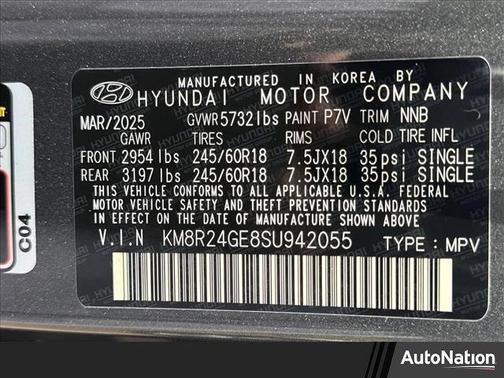 MANUFACTURED IN KOREA BY
HYUNDAI MOTOR COMPANY
MAR/2025 GVWR 5732 lbs PAINT P7V TRIM NNB
GAWR TIRES RIMS COLD TIRE INFL
FRONT 2954 lbs 245/60R18 7.5JX18 35psi SINGLE
REAR 3197 lbs 245/60R18 7.5JX18 35psi SINGLE
THIS VEHICLE CONFORMS TO ALL APPLICABLE U.S.A. FEDERAL
MOTOR VEHICLE SAFETY AND THEFT PREVENTION STANDARDS
IN EFFECT ON THE DATE OF MANUFACTURE SHOWN ABOVE.
V.I.N KM8R24GE8SU942055 TYPE : MPV
C04
AutoNation